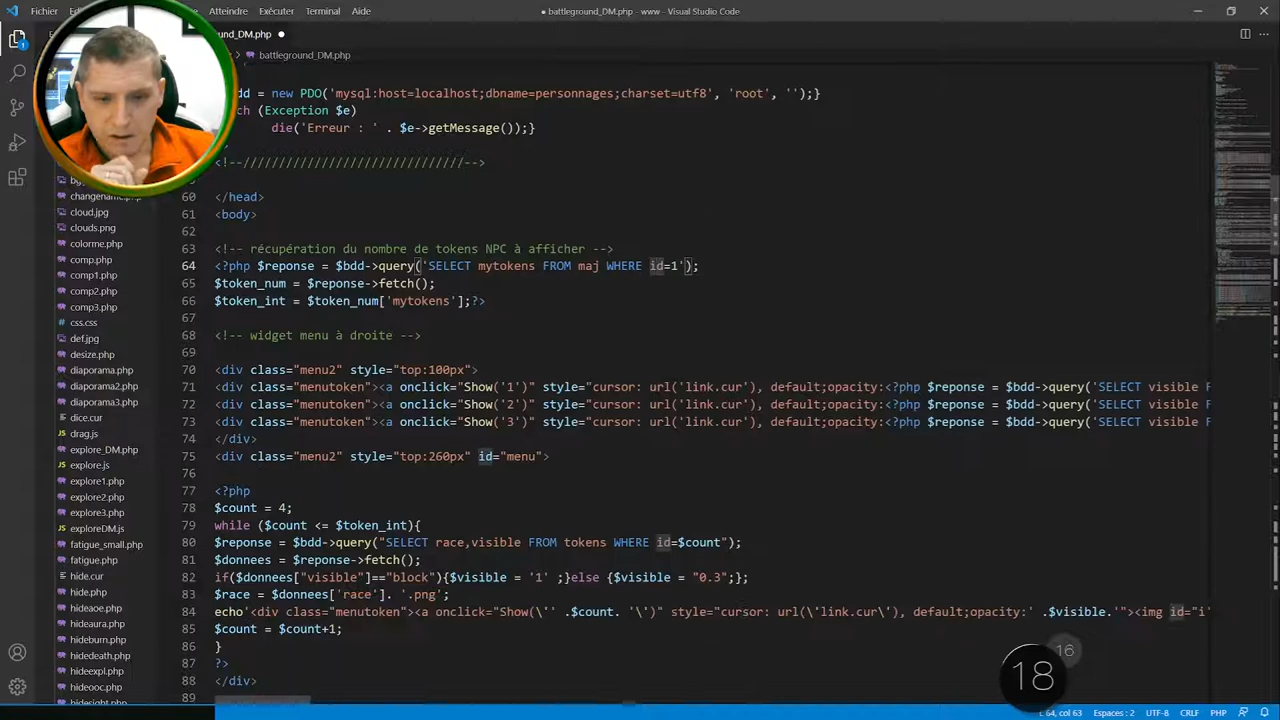 Fichier
Atteindre
Exécuter
Terminal
Aide
● battleground_DM.php - www - Visual Studio Code
und_DM.php ●
battleground_DM.php
dd = new PDO('mysql:host=localhost;dbname=personnages;charset=utf8', 'root', '');}
ch (Exception $e)
die('Erreur : ' . $e->getMessage());}
<!--///////////////////////////////-->
60 </head>
61 <body>
62
63 <!-- récupération du nombre de tokens NPC à afficher -->
64 <?php $reponse = $bdd->query('SELECT mytokens FROM maj WHERE id=1');
65 $token_num = $reponse->fetch();
66 $token_int = $token_num['mytokens'];?>
67
68 <!-- widget menu à droite -->
69
70 <div class="menu2" style="top:100px">
71 <div class="menutoken"><a onclick="Show('1')" style="cursor: url('link.cur'), default;opacity:<?php $reponse = $bdd->query('SELECT visible F
72 <div class="menutoken"><a onclick="Show('2')" style="cursor: url('link.cur'), default;opacity:<?php $reponse = $bdd->query('SELECT visible F
73 <div class="menutoken"><a onclick="Show('3')" style="cursor: url('link.cur'), default;opacity:<?php $reponse = $bdd->query('SELECT visible F
74 </div>
75 <div class="menu2" style="top:260px" id="menu">
76
77 <?php
78 $count = 4;
79 while ($count <= $token_int){
80 $reponse = $bdd->query("SELECT race,visible FROM tokens WHERE id=$count");
81 $donnees = $reponse->fetch();
82 if($donnees["visible"]=="block"){$visible = '1' ;}else {$visible = "0.3";};
83 $race = $donnees['race']. '.png';
84 echo'<div class="menutoken"><a onclick="Show(\'' .$count. '\')" style="cursor: url(\'link.cur\'), default;opacity:' .$visible.'"><img id="i'
85 $count = $count+1;
86 }
87 ?>
88 </div>
89
changename.php
cloud.jpg
clouds.png
colorme.php
comp.php
comp1.php
comp2.php
comp3.php
css.css
def.jpg
desize.php
diaporama.php
diaporama2.php
diaporama3.php
dice.cur
drag.js
explore_DM.php
explore.js
explore1.php
explore2.php
explore3.php
exploreDM.js
fatigue_small.php
fatigue.php
hide.cur
hide.php
hideaoe.php
hideaura.php
hideburn.php
hidedeath.php
hideexpl.php
hideooc.php
hidesight.php
16
18
L 64, col 63
Espaces : 2
UTF-8
CRLF
PHP